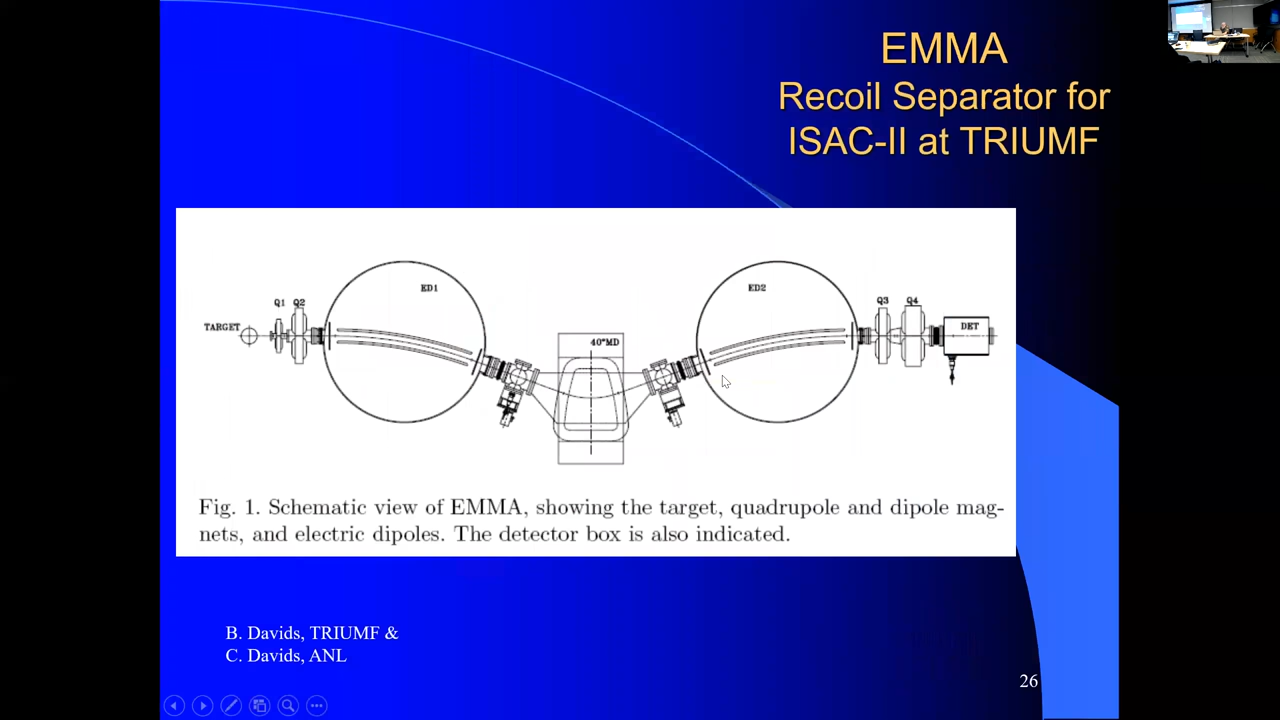 EMMA
Recoil Separator for
ISAC-II at TRIUMF
TARGET
Q1
Q2
ED1
40°MD
ED2
Q3
Q4
DET
Fig. 1. Schematic view of EMMA, showing the target, quadrupole and dipole mag-
nets, and electric dipoles. The detector box is also indicated.
B. Davids, TRIUMF &
C. Davids, ANL
26